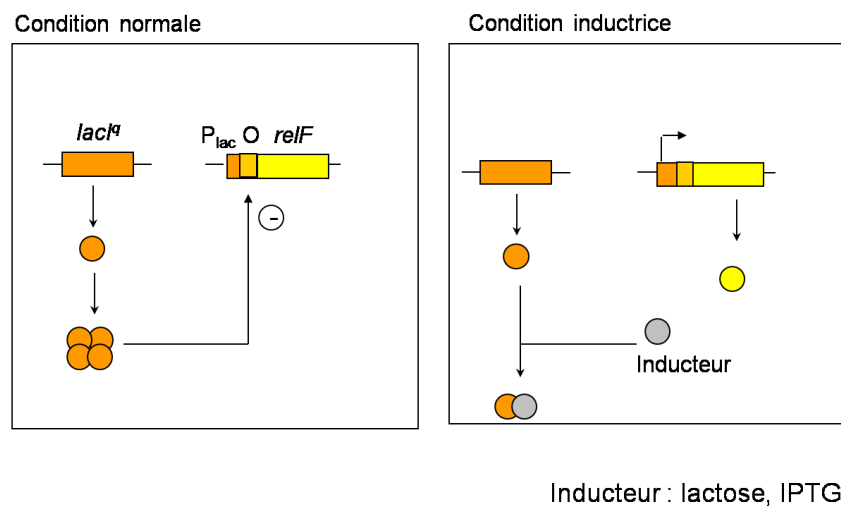 Condition normale
Condition inductrice
lacIq
Plac O relF
-
Inducteur
Inducteur : lactose, IPTG